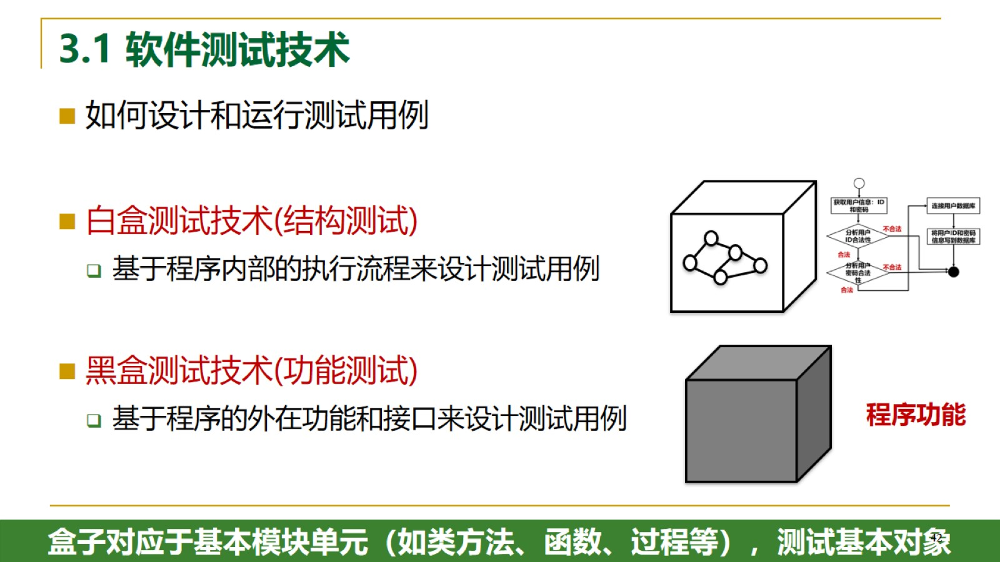 3.1 软件测试技术
如何设计和运行测试用例
白盒测试技术(结构测试)
基于程序内部的执行流程来设计测试用例
获取用户信息：ID
和密码
分析用户
ID合法性
不合法
合法
分析用户
密码合法
性
不合法
合法
连接用户数据库
将用户ID和密码
信息写到数据库
黑盒测试技术(功能测试)
基于程序的外在功能和接口来设计测试用例
程序功能
盒子对应于基本模块单元（如类方法、函数、过程等），测试基本对象
42